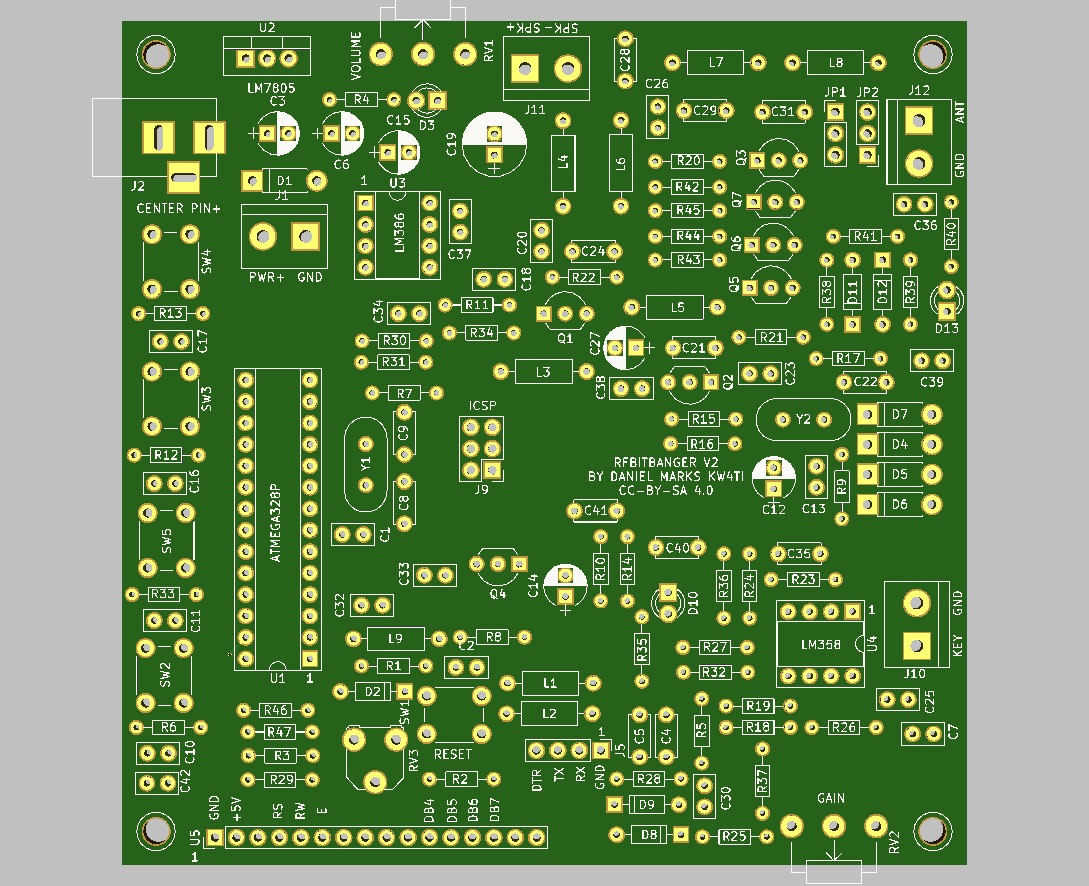 U2
VOLUME
RV1
SPK- SPK+
C28
L7
L8
LM7805
C3
R4
C15
D3
C19
J11
C26
C29
C31
JP1
JP2
J12
ANT
GND
C6
U3
L4
L6
R20
Q3
J2
D1
J1
1
CENTER PIN+
LM386
C37
C20
C24
R42
R45
R44
R43
Q7
Q6
Q5
C36
R40
R41
SW4
PWR+ GND
C18
R22
R38
D11
D12
R39
D13
R13
C34
R11
Q1
L5
C17
R30
R34
C27
C21
R21
R31
R17
C39
L3
C38
Q2
C23
C22
SW3
R7
ICSP
C9
R15
Y2
D7
R16
D4
R12
Y1
RFBITBANGER V2
BY DANIEL MARKS KW4TI
CC-BY-SA 4.0
C16
J9
C12
C13
R9
D5
D6
ATMEGA328P
C8
C41
SW5
C1
R10
R14
C40
C35
R36
R24
R23
C33
Q4
C14
D10
R33
C32
C11
LM358
1
U4
GND
KEY
J10
L9
R8
R35
R27
R32
SW2
U1
1
R1
C2
D2
SW1
L1
L2
R46
R6
R47
RV3
RESET
C5
C4
R5
R19
R18
R26
C25
C7
C10
R3
1
J5
C42
R29
R2
DTR
TX
RX
GND
R28
C30
R37
GAIN
D9
GND
+5V
RS
RW
E
DB4
DB5
DB6
DB7
U5
1
D8
R25
RV2